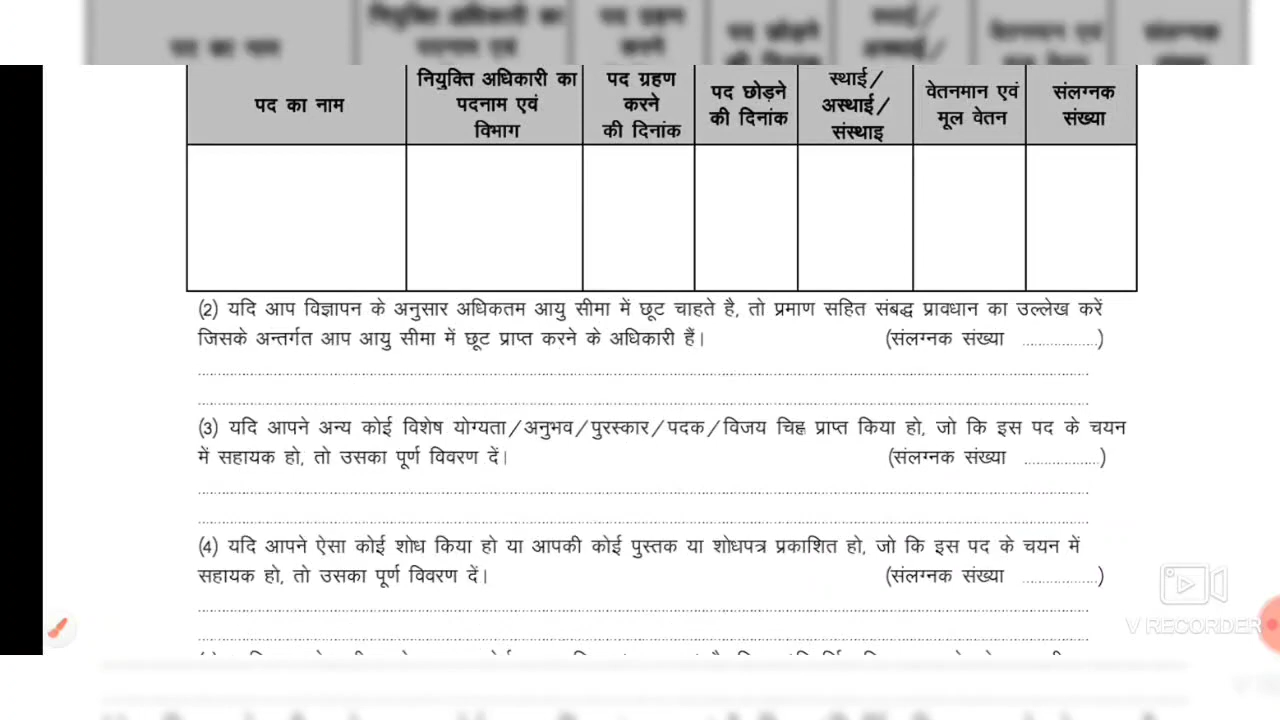 पद का नाम
नियुक्ति अधिकारी का
पदनाम एवं
विभाग
पद ग्रहण
करने
की दिनांक
पद छोड़ने
की दिनांक
स्थाई/
अस्थाई/
संस्थाइ
वेतनमान एवं
मूल वेतन
संलग्नक
संख्या
(2) यदि आप विज्ञापन के अनुसार अधिकतम आयु सीमा में छूट चाहते है, तो प्रमाण सहित संबद्ध प्रावधान का उल्लेख करें
जिसके अन्तर्गत आप आयु सीमा में छूट प्राप्त करने के अधिकारी हैं। (संलग्नक संख्या ...................)
(3) यदि आपने अन्य कोई विशेष योग्यता/अनुभव/पुरस्कार/पदक/विजय चिह्न प्राप्त किया हो, जो कि इस पद के चयन
में सहायक हो, तो उसका पूर्ण विवरण दें। (संलग्नक संख्या ...................)
(4) यदि आपने ऐसा कोई शोध किया हो या आपकी कोई पुस्तक या शोधपत्र प्रकाशित हो, जो कि इस पद के चयन में
सहायक हो, तो उसका पूर्ण विवरण दें। (संलग्नक संख्या ...................)
V RECORDER